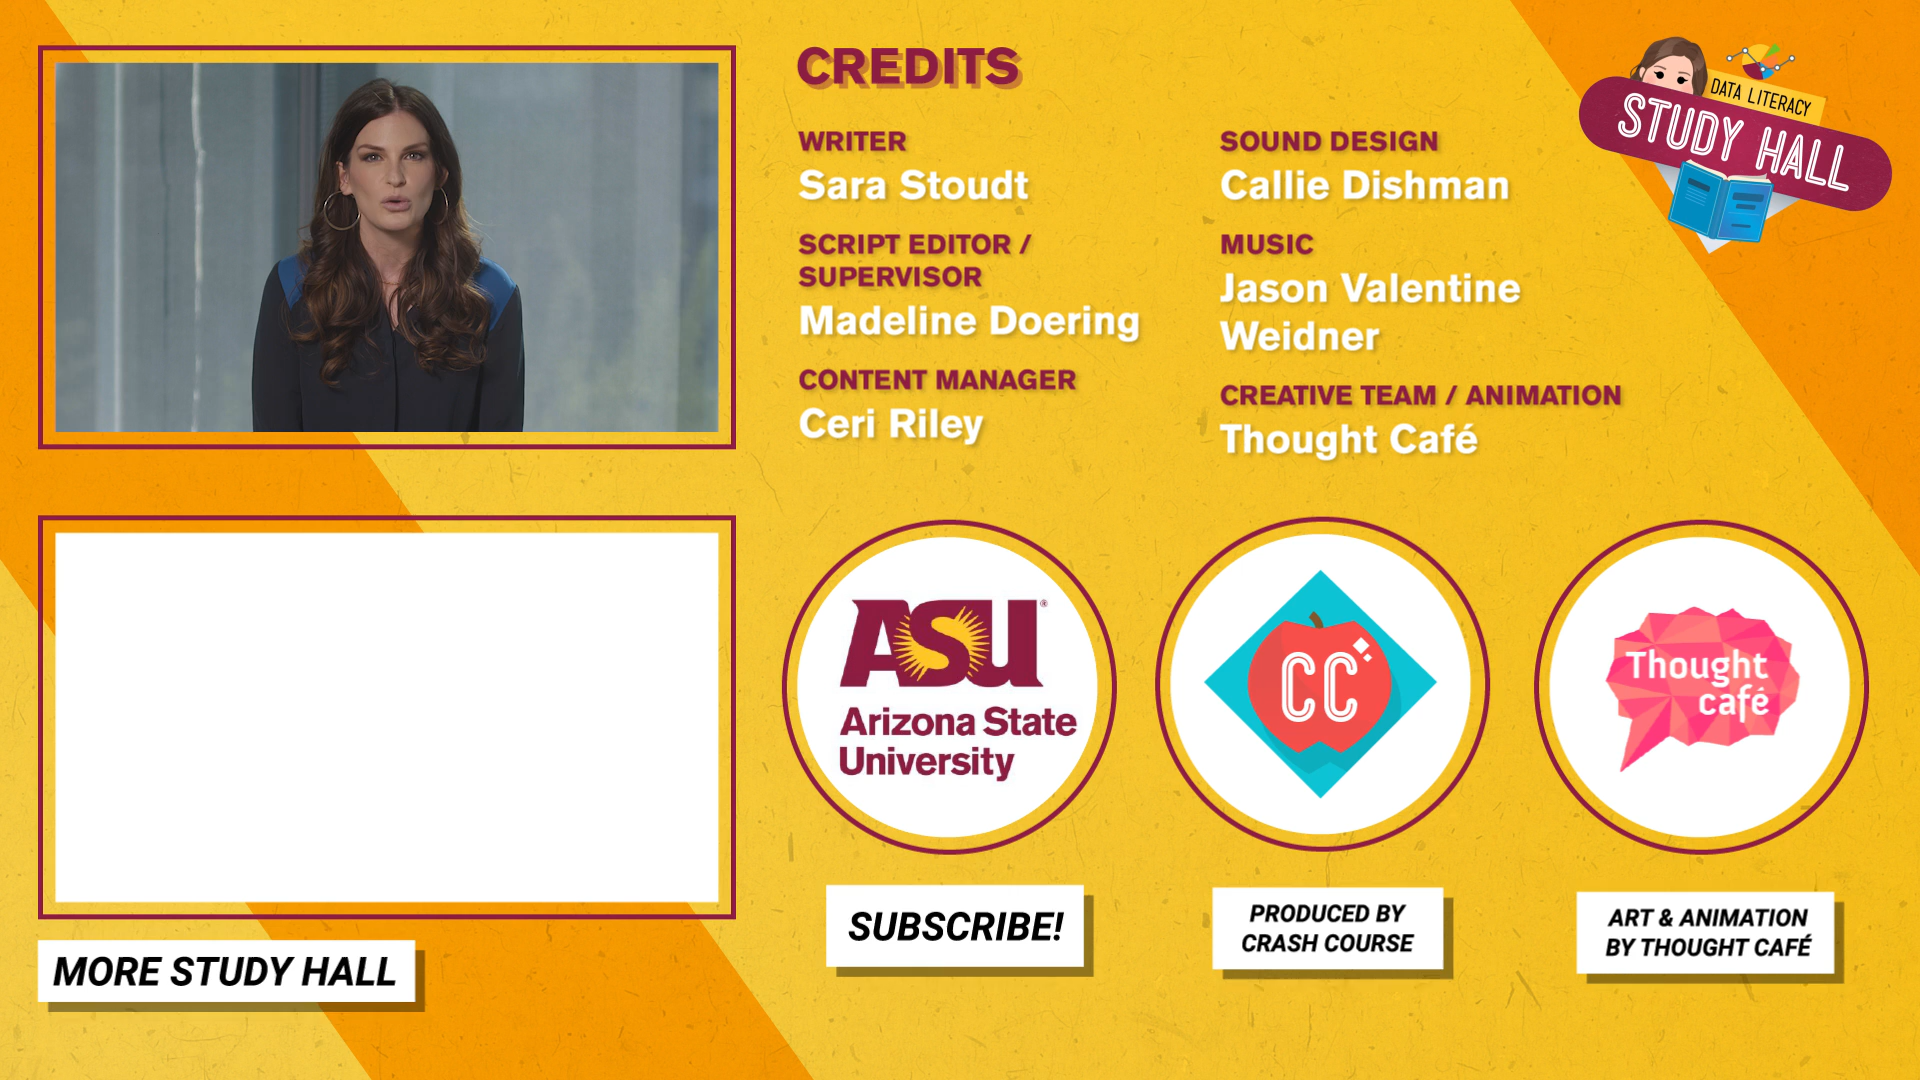 CREDITS
WRITER
Sara Stoudt
SCRIPT EDITOR /
SUPERVISOR
Madeline Doering
CONTENT MANAGER
Ceri Riley
SOUND DESIGN
Callie Dishman
MUSIC
Jason Valentine
Weidner
CREATIVE TEAM / ANIMATION
Thought Café
DATA LITERACY
STUDY HALL
ASU®
Arizona State
University
SUBSCRIBE!
CC
PRODUCED BY
CRASH COURSE
Thought
café
ART & ANIMATION
BY THOUGHT CAFÉ
MORE STUDY HALL